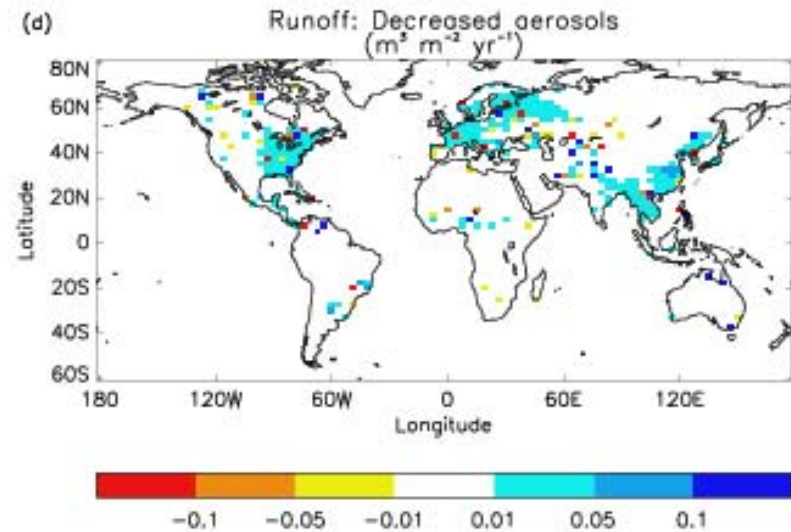 (d)
Runoff: Decreased aerosols
(m³ m⁻² yr⁻¹)
80N
60N
40N
20N
0
20S
40S
60S
Latitude
180 120W 60W 0 60E 120E
Longitude
−0.1 −0.05 −0.01 0.01 0.05 0.1